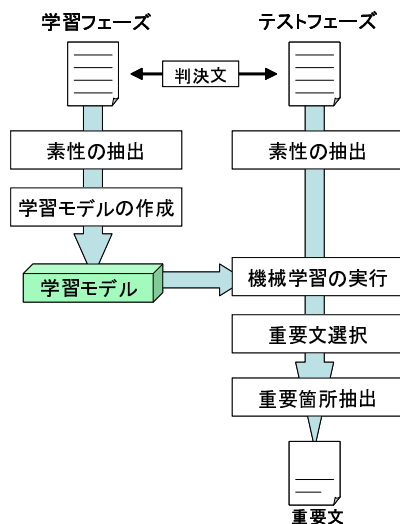 学習フェーズ
テストフェーズ
判決文
素性の抽出
素性の抽出
学習モデルの作成
学習モデル
機械学習の実行
重要文選択
重要箇所抽出
重要文